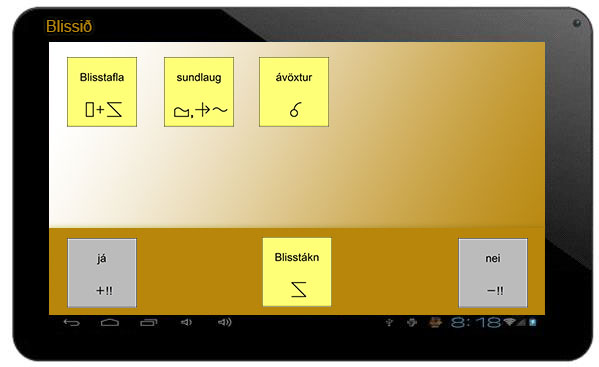 Blissið
Blisstafla
sundlaug
ávöxtur
já
+!!
Blisstákn
nei
−!!
8:18